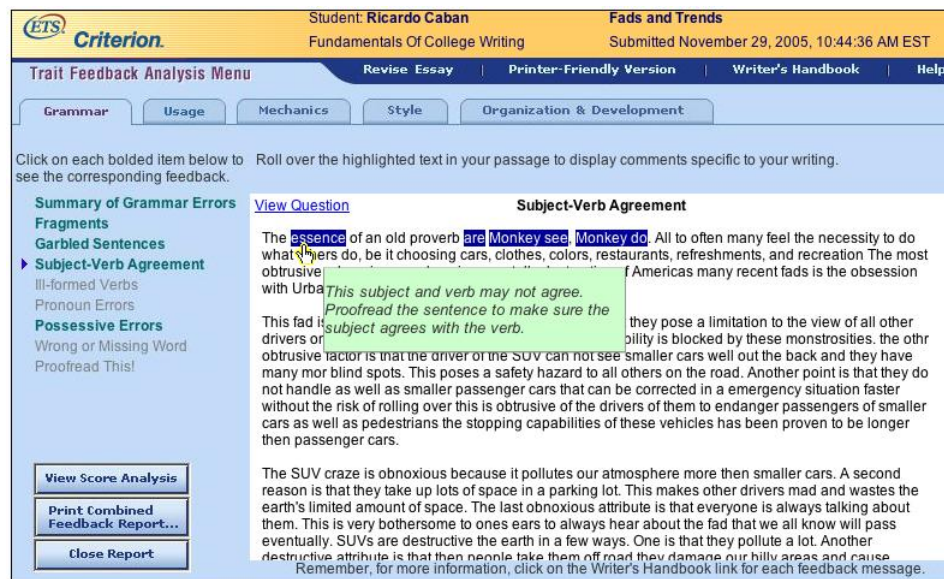 ETS Criterion.
Student: Ricardo Caban Fads and Trends
Fundamentals Of College Writing Submitted November 29, 2005, 10:44:36 AM EST
Trait Feedback Analysis Menu
Revise Essay | Printer-Friendly Version | Writer's Handbook | Help
Grammar Usage Mechanics Style Organization & Development
Click on each bolded item below to
see the corresponding feedback.
Roll over the highlighted text in your passage to display comments specific to your writing.
Summary of Grammar Errors
Fragments
Garbled Sentences
Subject-Verb Agreement
Ill-formed Verbs
Pronoun Errors
Possessive Errors
Wrong or Missing Word
Proofread This!
View Score Analysis
Print Combined
Feedback Report...
Close Report
View Question Subject-Verb Agreement
The essence of an old proverb are Monkey see, Monkey do. All to often many feel the necessity to do
what others do, be it choosing cars, clothes, colors, restaurants, refreshments, and recreation The most
obtrusive of Americas many recent fads is the obsession
with Urba
This subject and verb may not agree.
Proofread the sentence to make sure the
subject agrees with the verb.
This fad is they pose a limitation to the view of all other
drivers or bility is blocked by these monstrosities. the othr
obtrusive factor is that the driver of the SUV can not see smaller cars well out the back and they have
many mor blind spots. This poses a safety hazard to all others on the road. Another point is that they do
not handle as well as smaller passenger cars that can be corrected in a emergency situation faster
without the risk of rolling over this is obtrusive of the drivers of them to endanger passengers of smaller
cars as well as pedestrians the stopping capabilities of these vehicles has been proven to be longer
then passenger cars.
The SUV craze is obnoxious because it pollutes our atmosphere more then smaller cars. A second
reason is that they take up lots of space in a parking lot. This makes other drivers mad and wastes the
earth's limited amount of space. The last obnoxious attribute is that everyone is always talking about
them. This is very bothersome to ones ears to always hear about the fad that we all know will pass
eventually. SUVs are destructive the earth in a few ways. One is that they pollute a lot. Another
destructive attribute is that then people take them off road they damage our hilly areas and cause
Remember, for more information, click on the Writer's Handbook link for each feedback message.